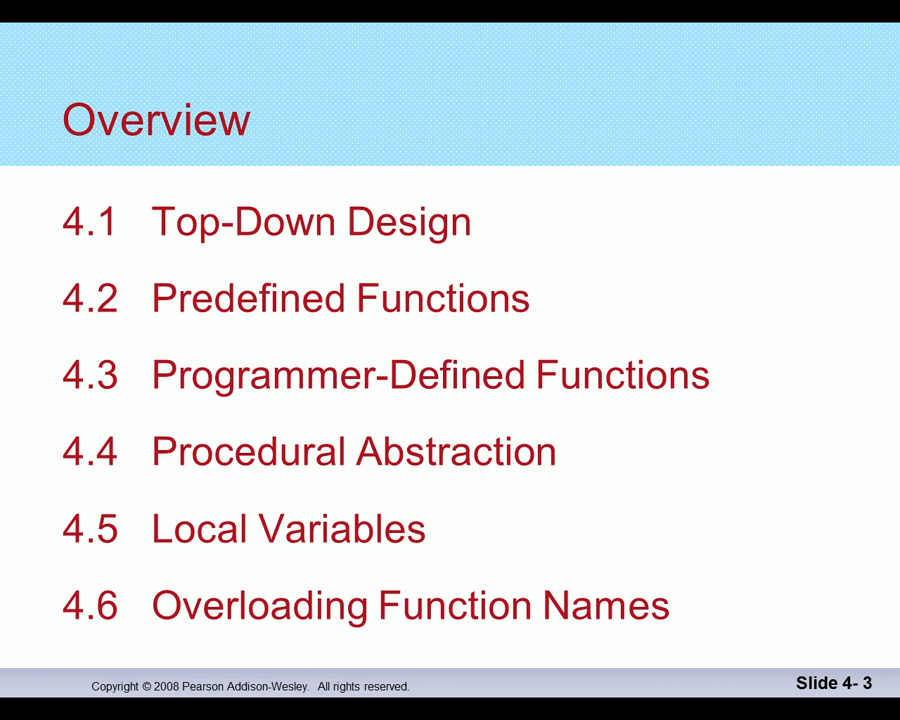 Overview
4.1 Top-Down Design
4.2 Predefined Functions
4.3 Programmer-Defined Functions
4.4 Procedural Abstraction
4.5 Local Variables
4.6 Overloading Function Names
Copyright © 2008 Pearson Addison-Wesley. All rights reserved.
Slide 4- 3